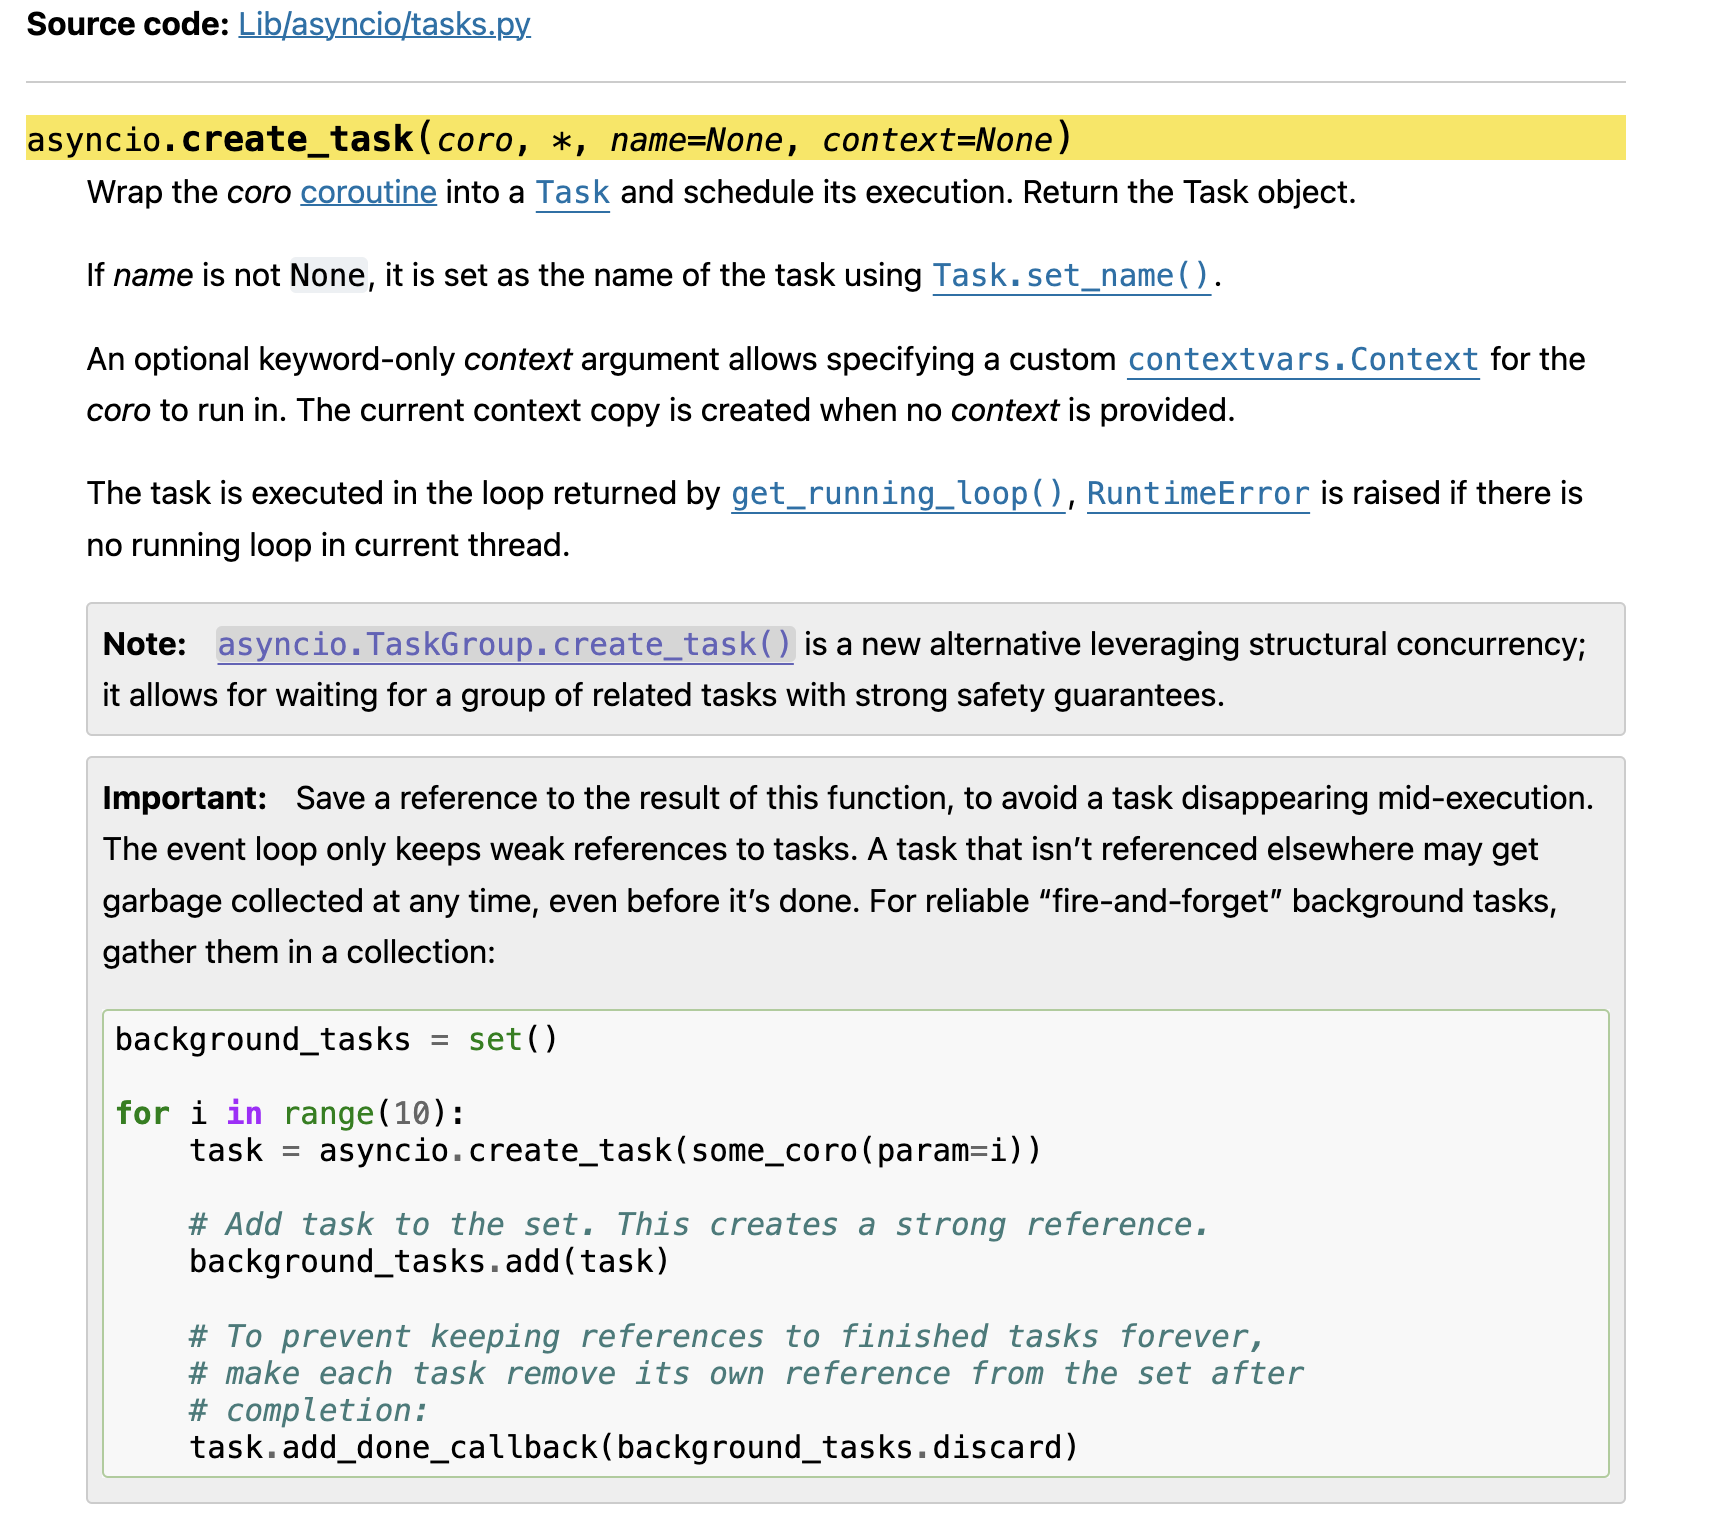 Source code: Lib/asyncio/tasks.py
asyncio.create_task(coro, *, name=None, context=None)
Wrap the coro coroutine into a Task and schedule its execution. Return the Task object.
If name is not None, it is set as the name of the task using Task.set_name().
An optional keyword-only context argument allows specifying a custom contextvars.Context for the
coro to run in. The current context copy is created when no context is provided.
The task is executed in the loop returned by get_running_loop(), RuntimeError is raised if there is
no running loop in current thread.
Note: asyncio.TaskGroup.create_task() is a new alternative leveraging structural concurrency;
it allows for waiting for a group of related tasks with strong safety guarantees.
Important: Save a reference to the result of this function, to avoid a task disappearing mid-execution.
The event loop only keeps weak references to tasks. A task that isn’t referenced elsewhere may get
garbage collected at any time, even before it’s done. For reliable “fire-and-forget” background tasks,
gather them in a collection:
background_tasks = set()
for i in range(10):
    task = asyncio.create_task(some_coro(param=i))
    # Add task to the set. This creates a strong reference.
    background_tasks.add(task)
    # To prevent keeping references to finished tasks forever,
    # make each task remove its own reference from the set after
    # completion:
    task.add_done_callback(background_tasks.discard)